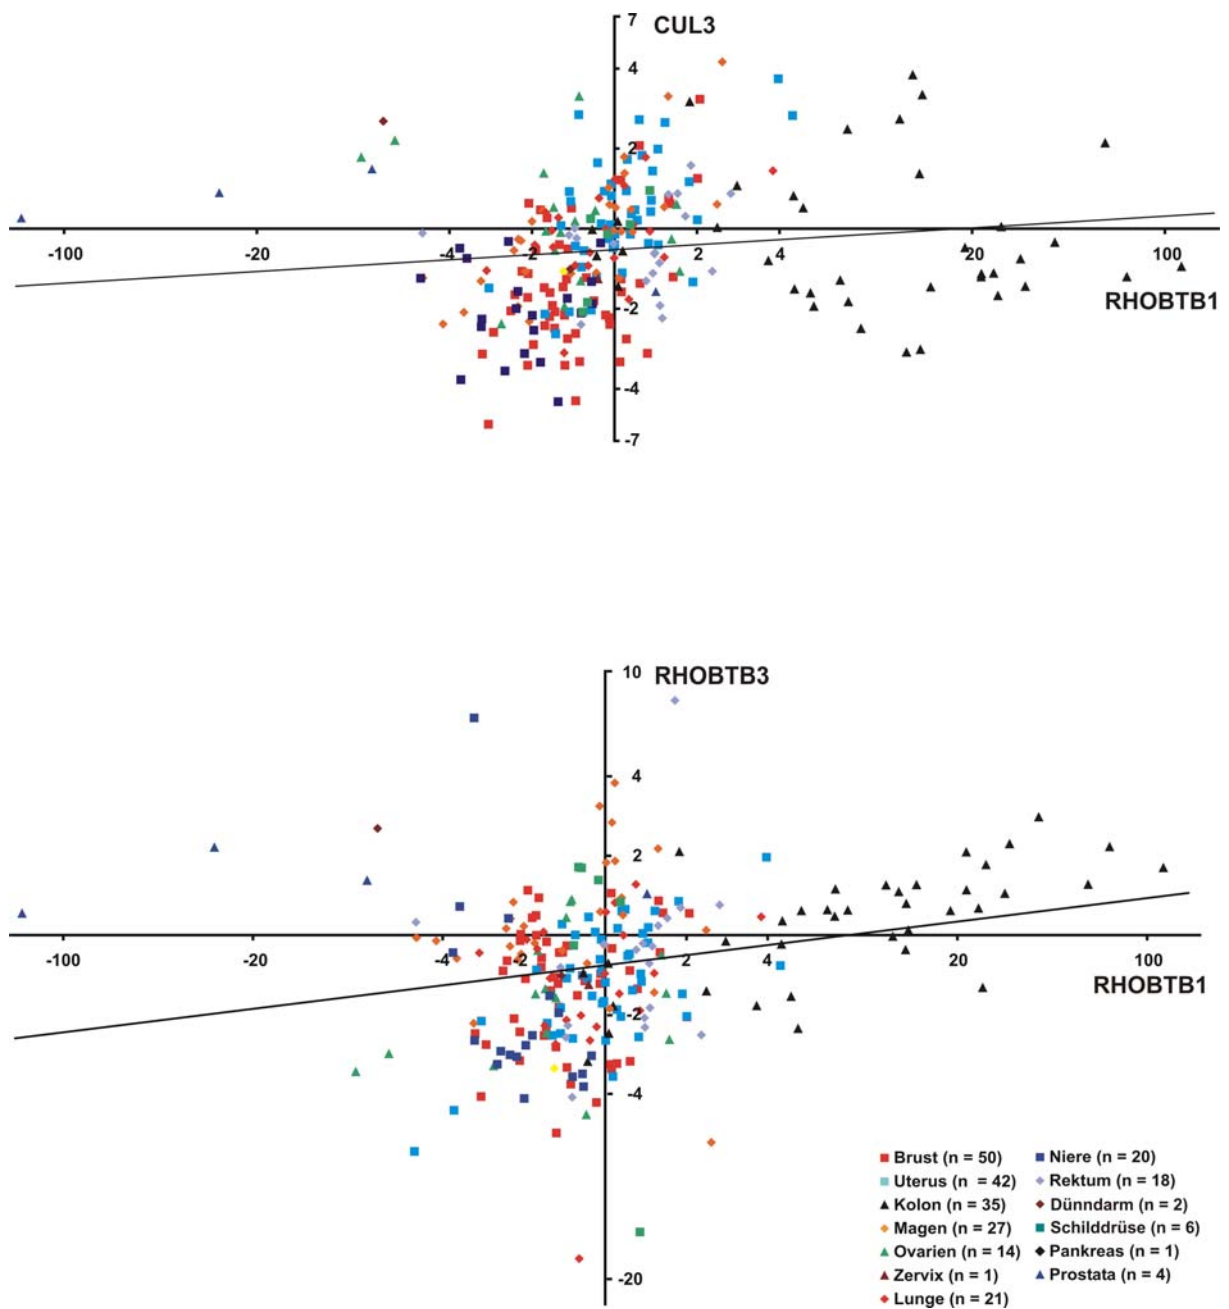 7
CUL3
4
2
-100
-20
-4
-2
2
4
20
100
RHOBTB1
-2
-4
-7
10
RHOBTB3
4
2
-100
-20
-4
-2
2
4
20
100
RHOBTB1
-2
-4
-20
Brust (n = 50)
Uterus (n = 42)
Kolon (n = 35)
Magen (n = 27)
Ovarien (n = 14)
Zervix (n = 1)
Lunge (n = 21)
Niere (n = 20)
Rektum (n = 18)
Dünndarm (n = 2)
Schilddrüse (n = 6)
Pankreas (n = 1)
Prostata (n = 4)